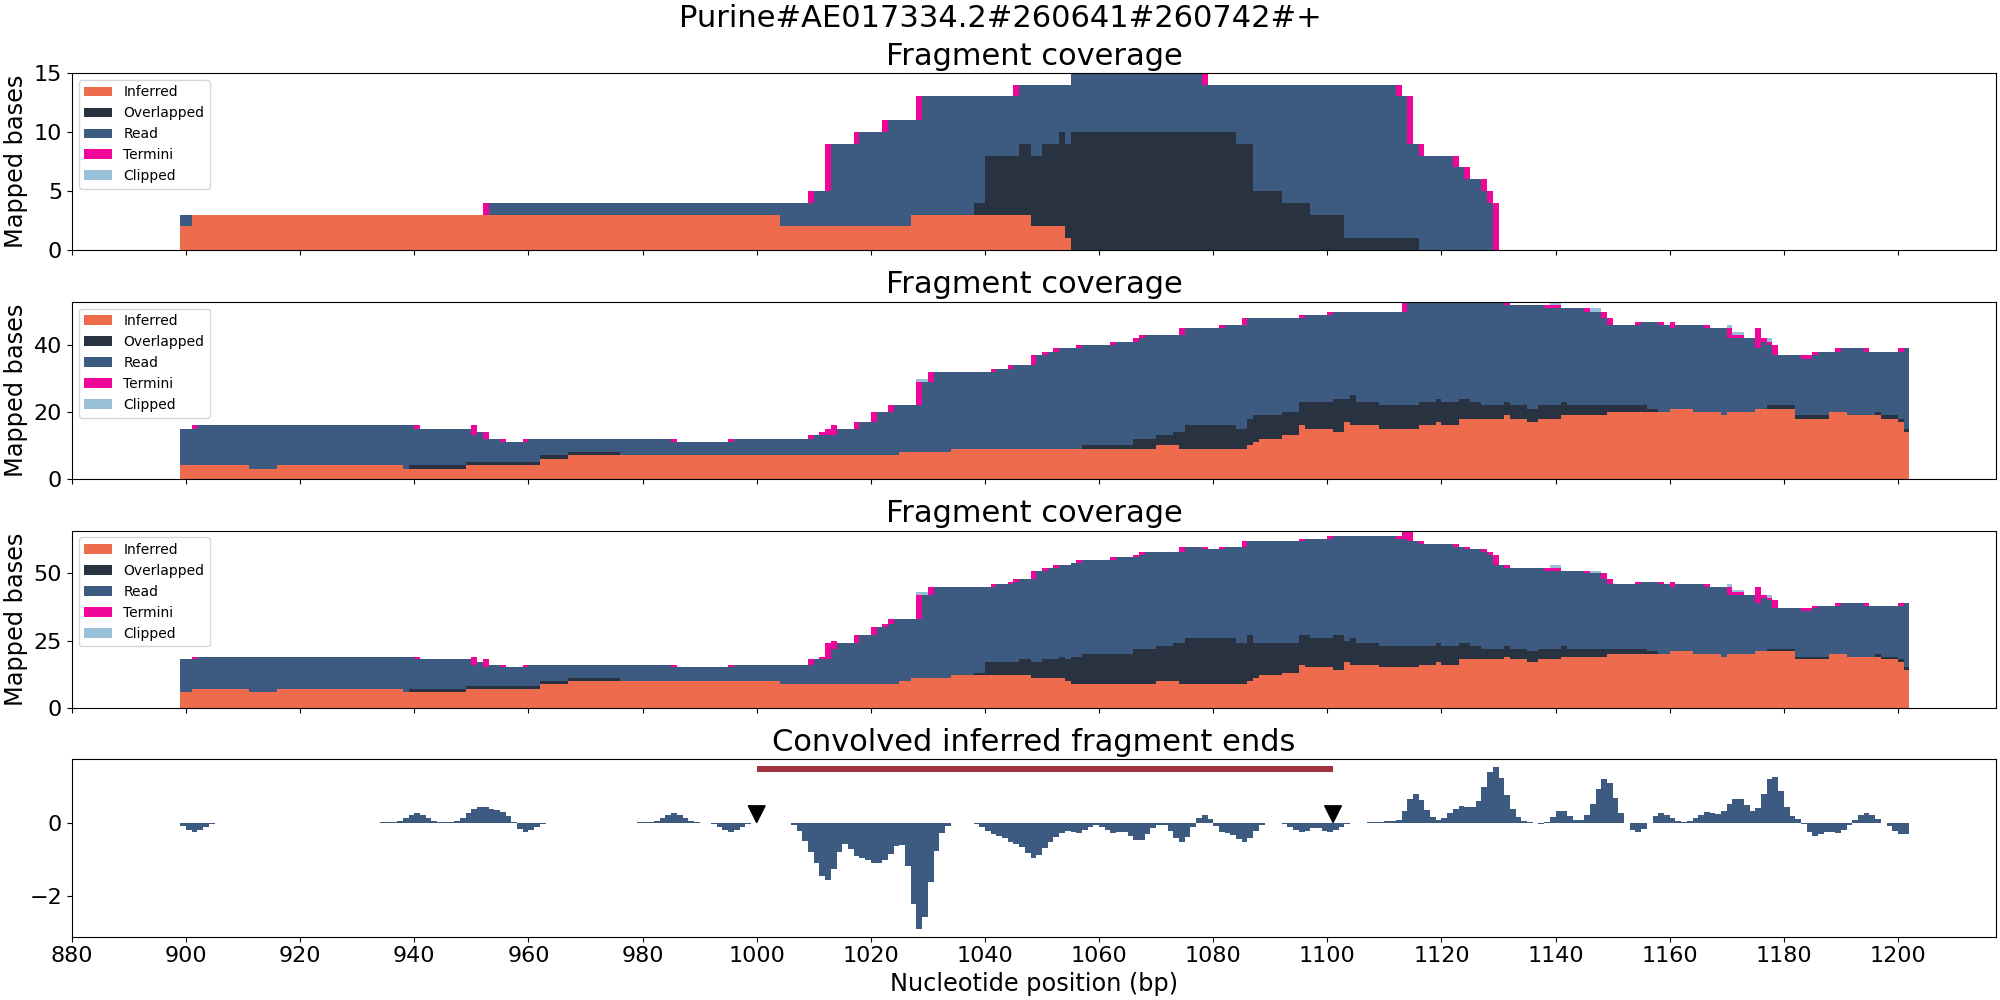 Purine#AE017334.2#260641#260742#+
Fragment coverage
15
10
5
0
Mapped bases
Inferred
Overlapped
Read
Termini
Clipped
Fragment coverage
40
20
0
Mapped bases
Inferred
Overlapped
Read
Termini
Clipped
Fragment coverage
50
25
0
Mapped bases
Inferred
Overlapped
Read
Termini
Clipped
Convolved inferred fragment ends
0
−2
880 900 920 940 960 980 1000 1020 1040 1060 1080 1100 1120 1140 1160 1180 1200
Nucleotide position (bp)